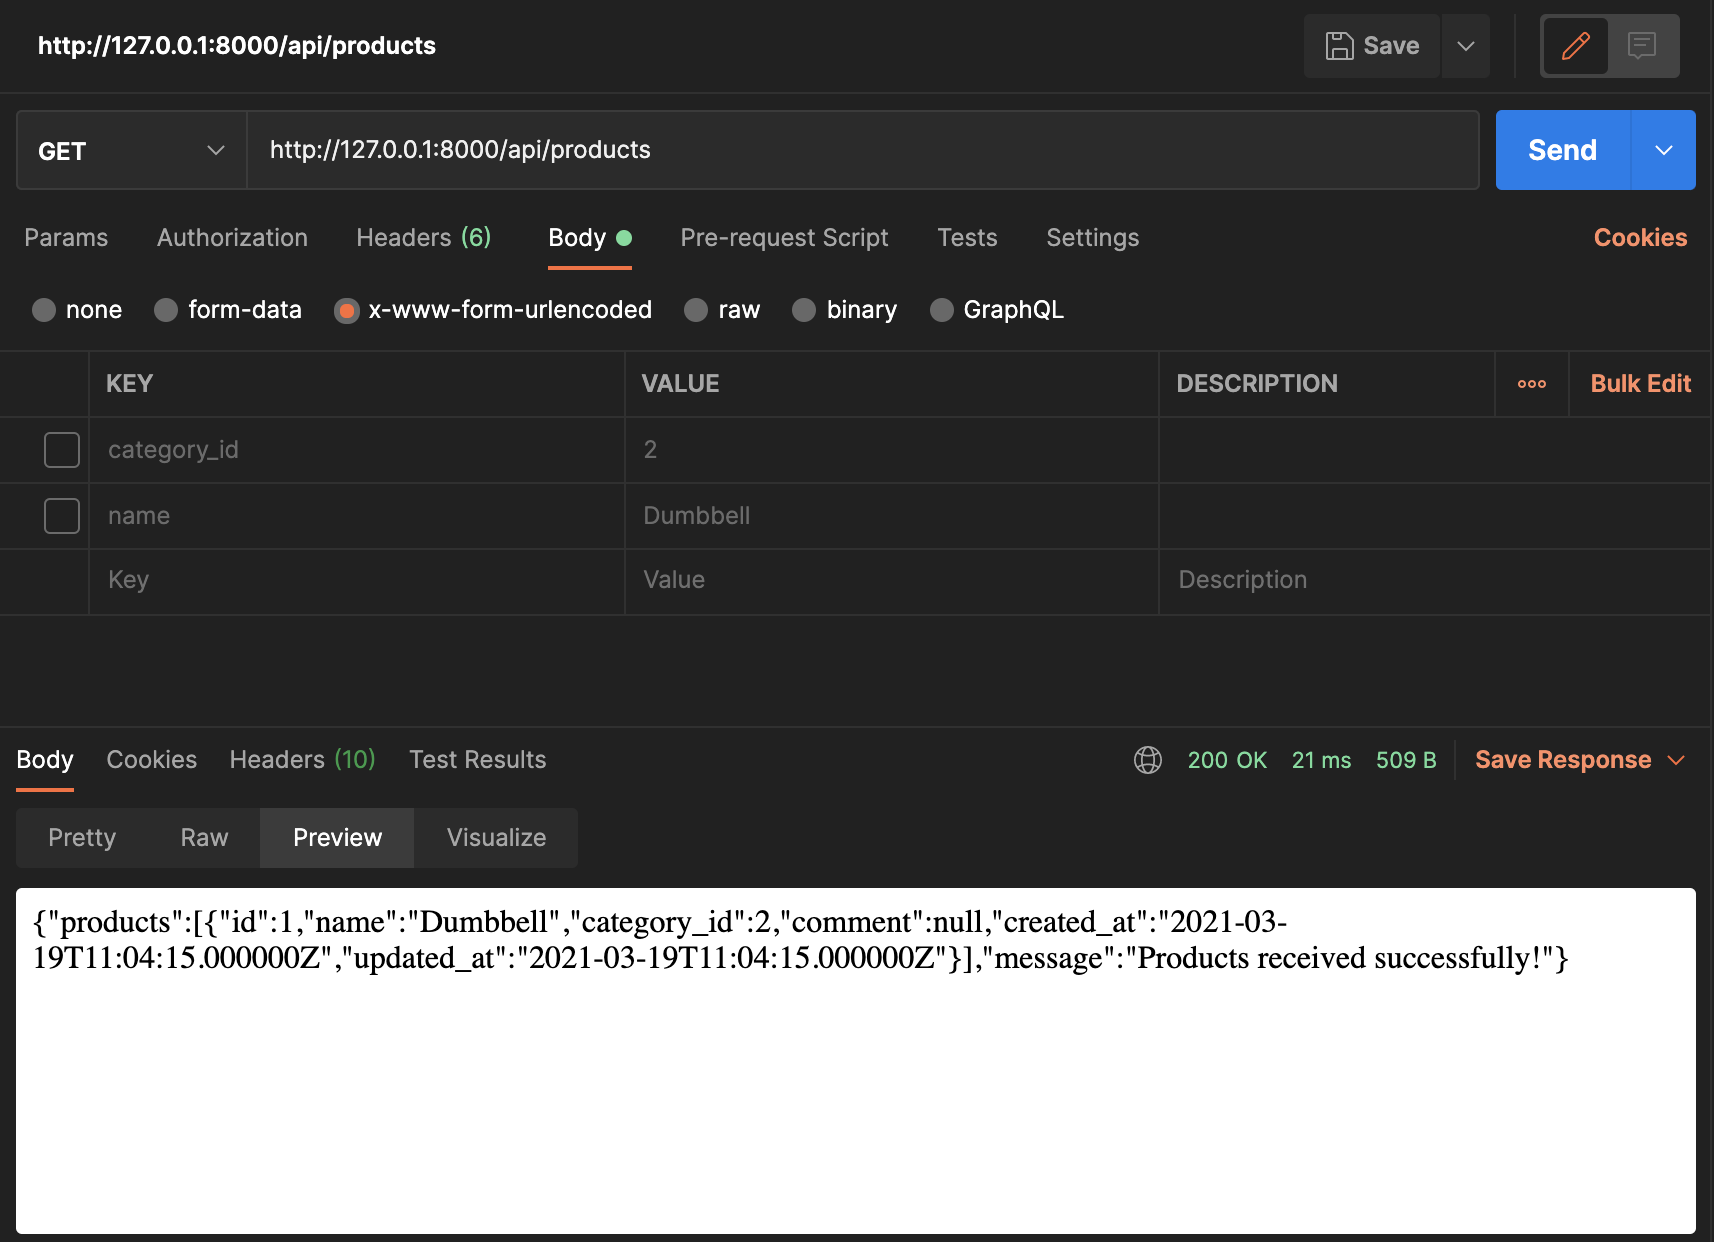 http://127.0.0.1:8000/api/products
Save
GET
http://127.0.0.1:8000/api/products
Send
Params Authorization Headers (6) Body Pre-request Script Tests Settings Cookies
none form-data x-www-form-urlencoded raw binary GraphQL
KEY VALUE DESCRIPTION Bulk Edit
category_id 2
name Dumbbell
Key Value Description
Body Cookies Headers (10) Test Results 200 OK 21 ms 509 B Save Response
Pretty Raw Preview Visualize
{"products":[{"id":1,"name":"Dumbbell","category_id":2,"comment":null,"created_at":"2021-03-
19T11:04:15.000000Z","updated_at":"2021-03-19T11:04:15.000000Z"}],"message":"Products received successfully!"}